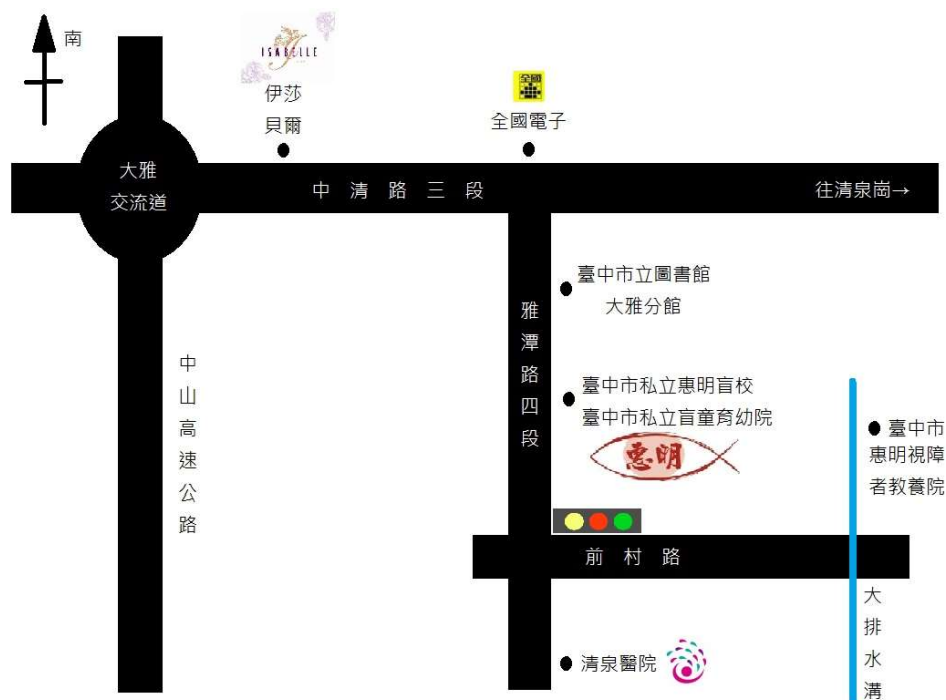 南
ISABELLE
伊莎
貝爾
全國
全國電子
大雅
交流道
中清路三段
往清泉崗→
臺中市立圖書館
大雅分館
雅潭路四段
中山高速公路
臺中市私立惠明盲校
臺中市私立盲童育幼院
惠明
臺中市
惠明視障
者教養院
前村路
大排水溝
清泉醫院